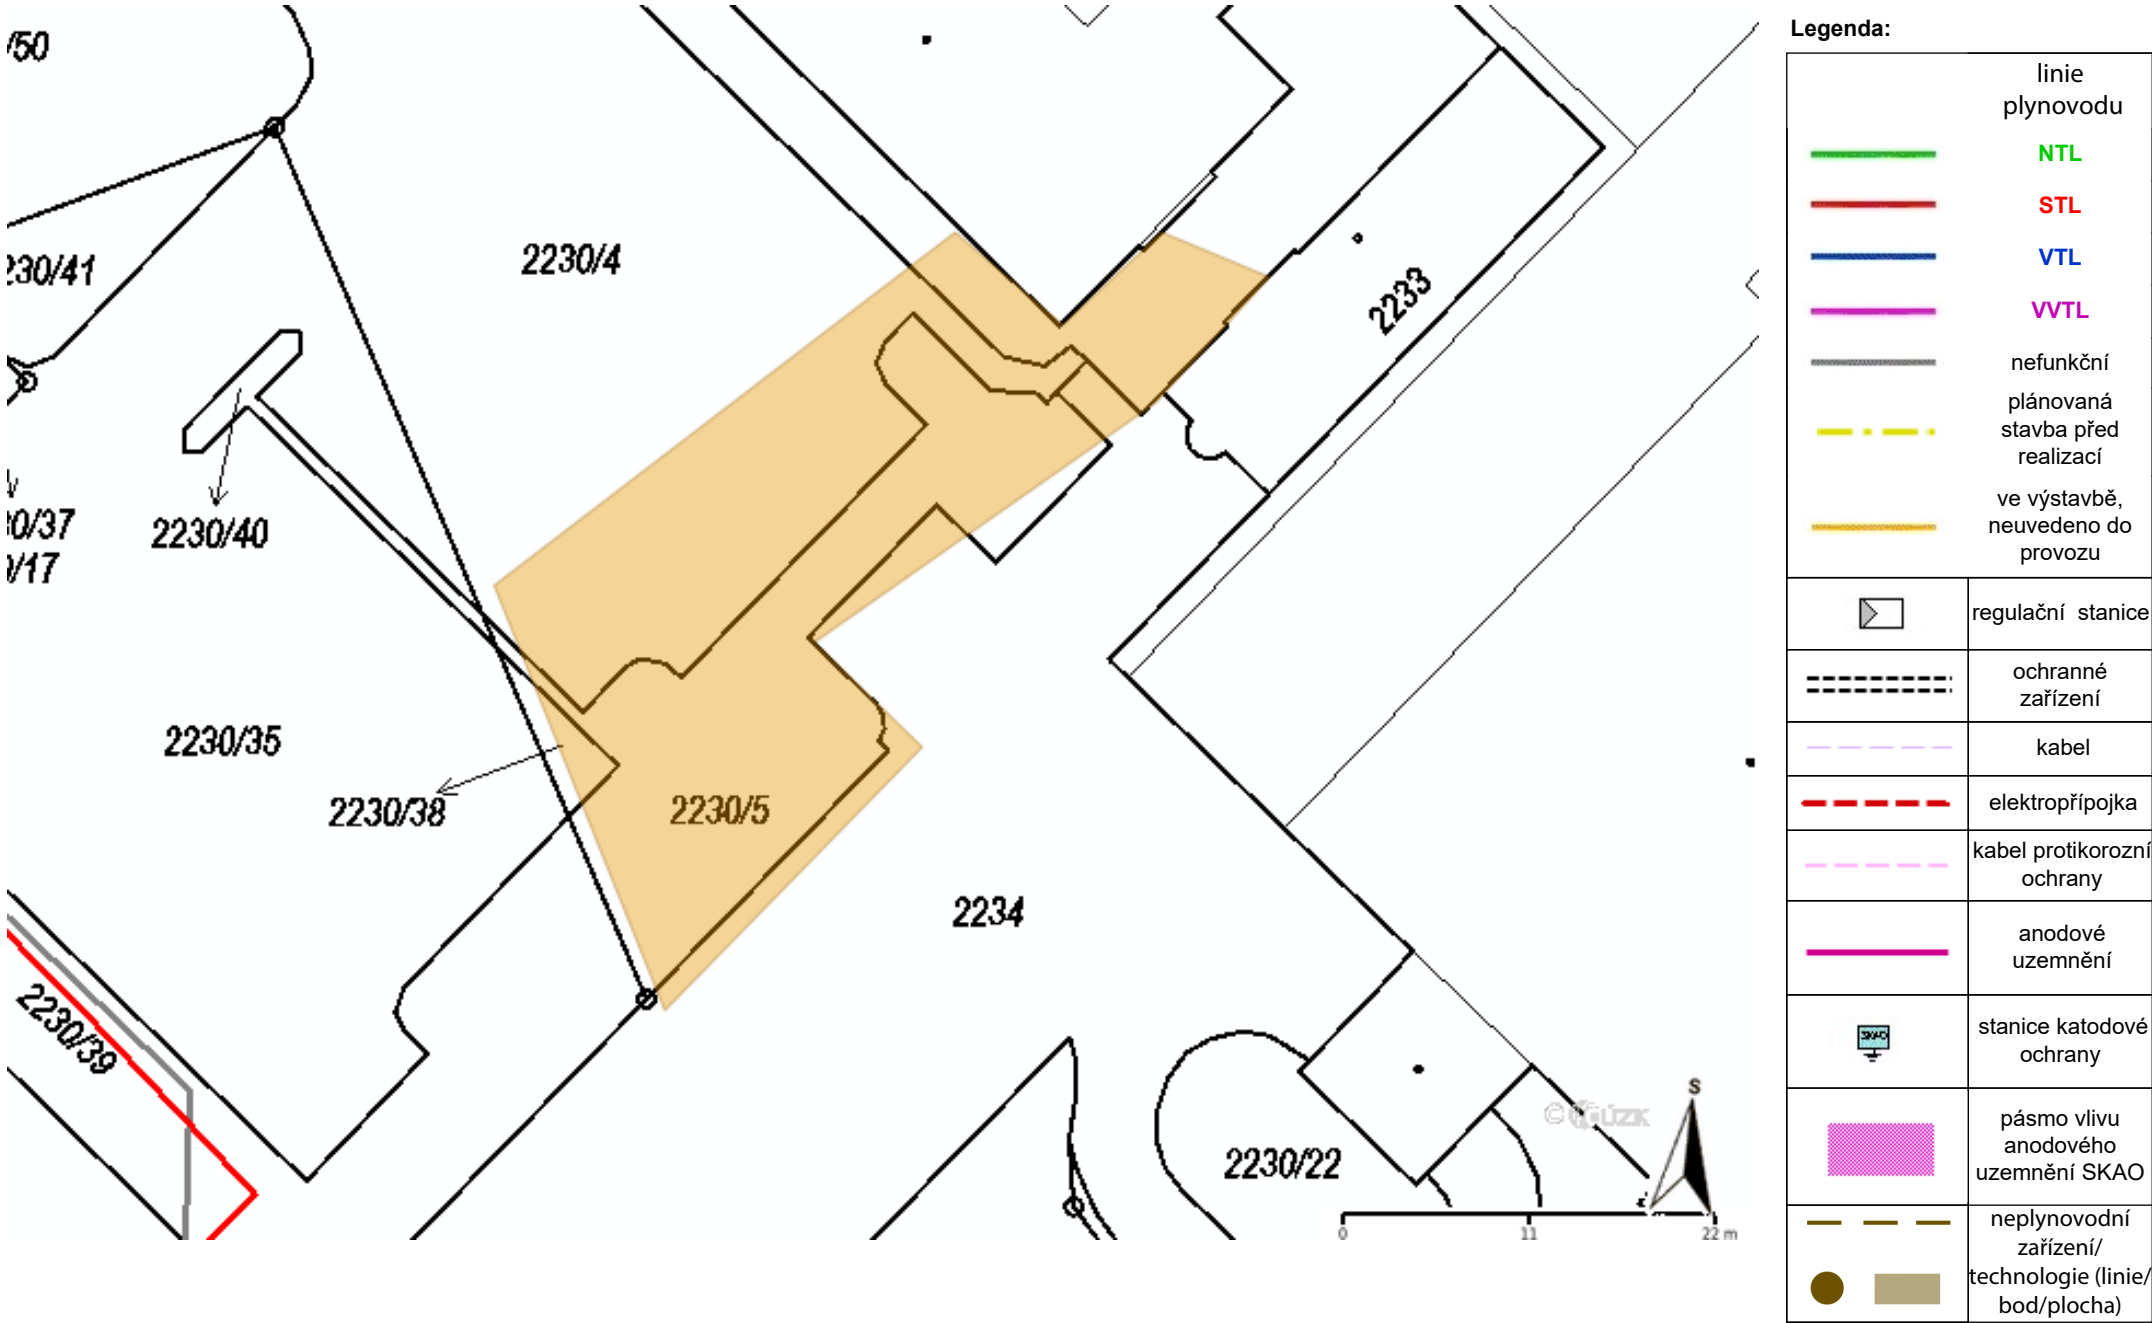 /50
2230/4
230/41
2233
0/37
/17
2230/40
2230/35
2230/38
2230/5
2234
2230/39
2230/22
©ČÚZK
S
0 11 22 m
Legenda:
linie
plynovodu
NTL
STL
VTL
VVTL
nefunkční
plánovaná
stavba před
realizací
ve výstavbě,
neuvedeno do
provozu
regulační stanice
ochranné
zařízení
kabel
elektropřípojka
kabel protikorozní
ochrany
anodové
uzemnění
SKAO
stanice katodové
ochrany
pásmo vlivu
anodového
uzemnění SKAO
neplynovodní
zařízení/
technologie (linie/
bod/plocha)